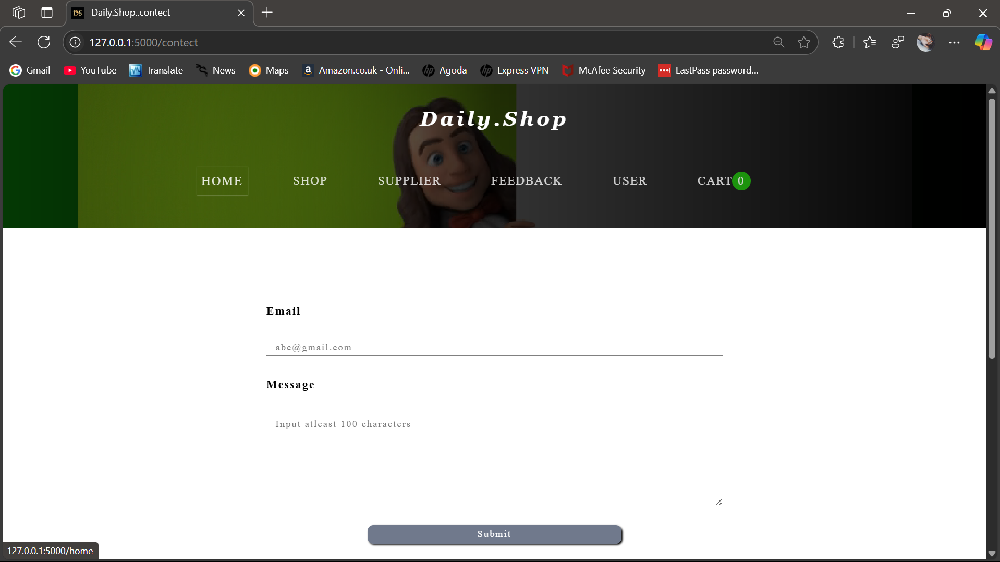 DS Daily.Shop..contect
127.0.0.1:5000/contect
Gmail YouTube Translate News Maps Amazon.co.uk - Onli... Agoda Express VPN McAfee Security LastPass password...
Daily.Shop
HOME SHOP SUPPLIER FEEDBACK USER CART 0
Email
abc@gmail.com
Message
Input atleast 100 characters
Submit
127.0.0.1:5000/home